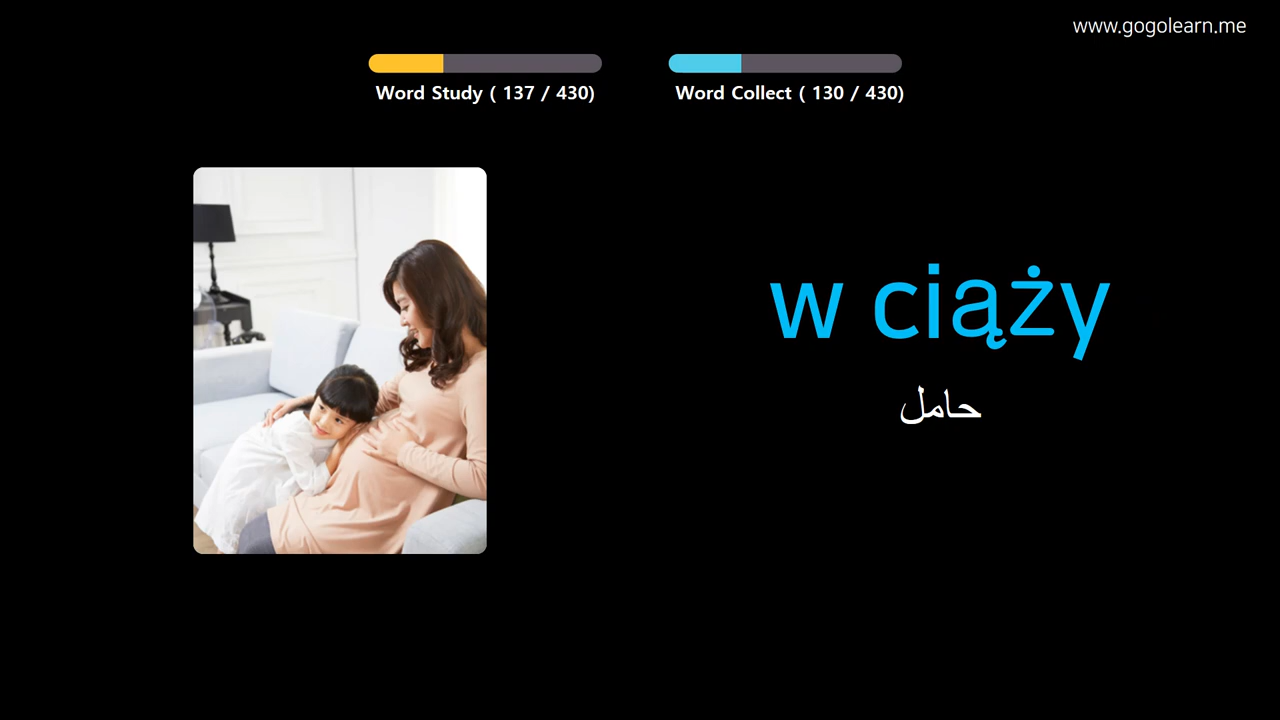 www.gogolearn.me
Word Study ( 137 / 430)
Word Collect ( 130 / 430)
w ciąży
حامل